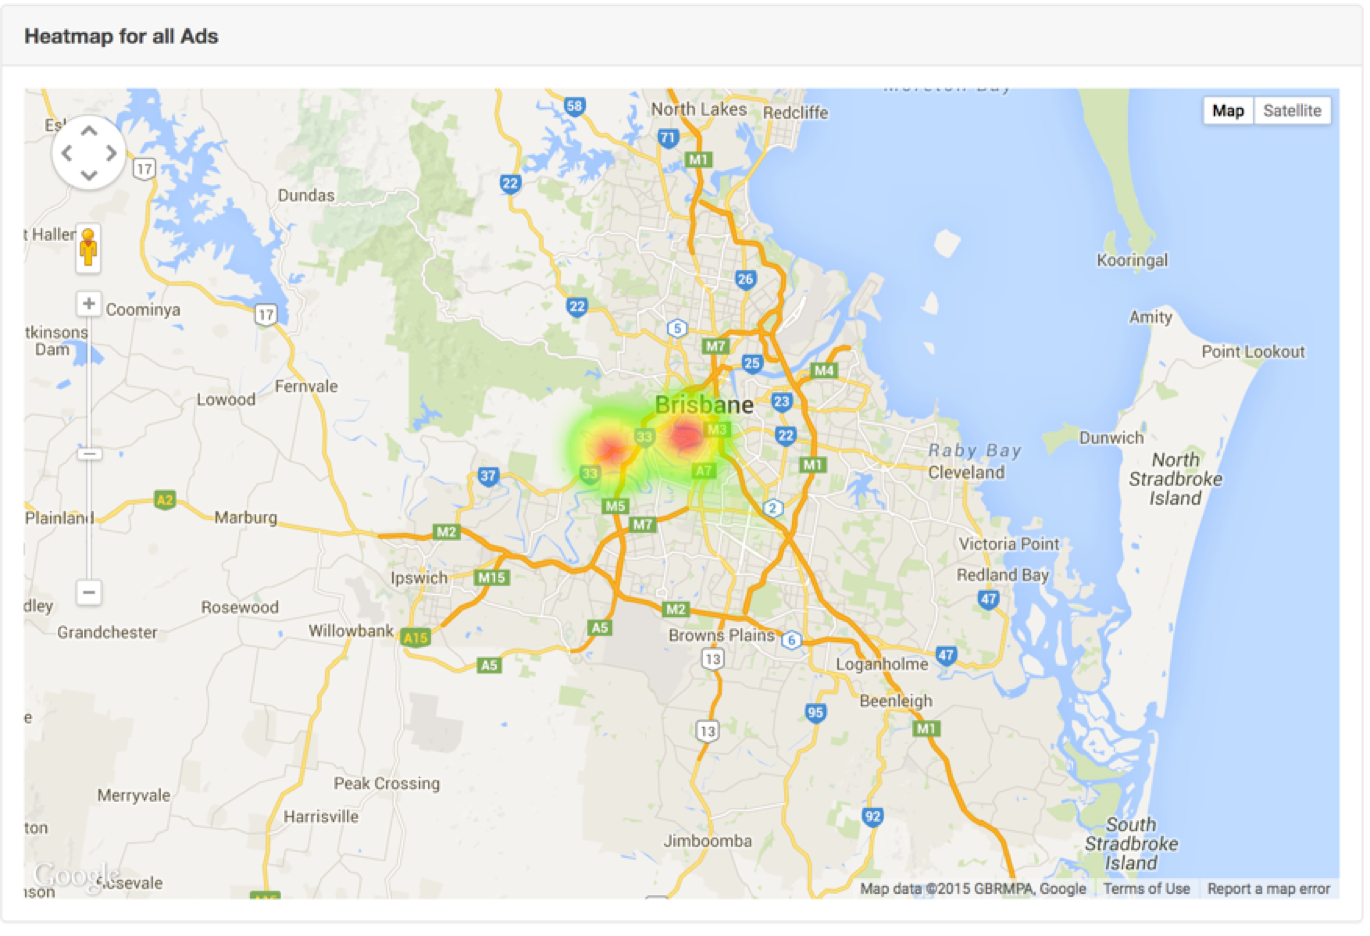 Heatmap for all Ads
Moreton Bay
Map
Satellite
58
North Lakes
Redcliffe
71
M1
17
22
Dundas
t Haller
Kooringal
26
22
Coominya
17
Amity
5
tkinsons
Dam
M7
Point Lookout
25
M4
Fernvale
Lowood
Brisbane
23
M3
33
22
Dunwich
Raby Bay
Cleveland
North
Stradbroke
Island
M1
A7
33
37
A2
M5
2
Plainland
Marburg
M7
M2
Victoria Point
Ipswich
M15
Redland Bay
47
dley
Rosewood
M2
Grandchester
Willowbank
A15
A5
Browns Plains
6
A5
13
47
Loganholme
Beenleigh
e
95
13
M1
Peak Crossing
Merryvale
Harrisville
92
ton
Jimboomba
South
Stradbroke
Island
Google
osevale
nson
Map data ©2015 GBRMPA, Google
Terms of Use
Report a map error